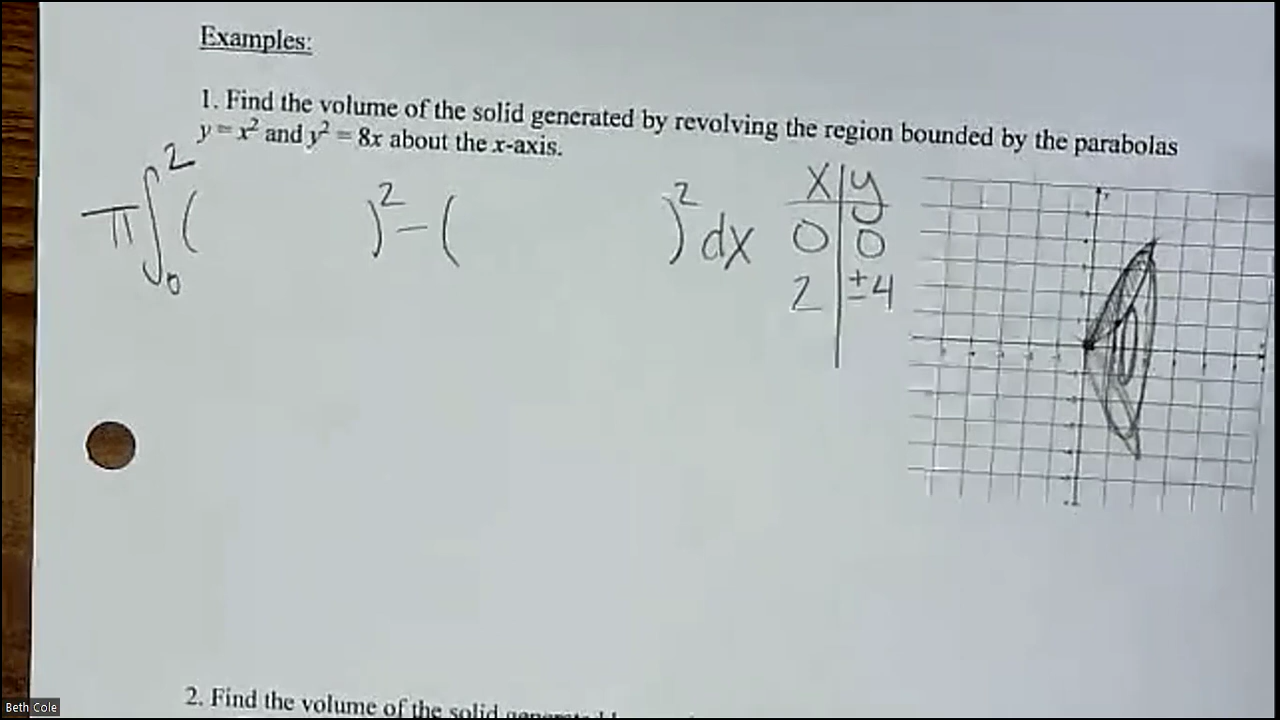 Examples:
1. Find the volume of the solid generated by revolving the region bounded by the parabolas
y = x² and y² = 8x about the x-axis.
π∫₀² (   )² − (   )² dx
x | y
0 | 0
2 | ±4
2. Find the volume of the solid
Beth Cole